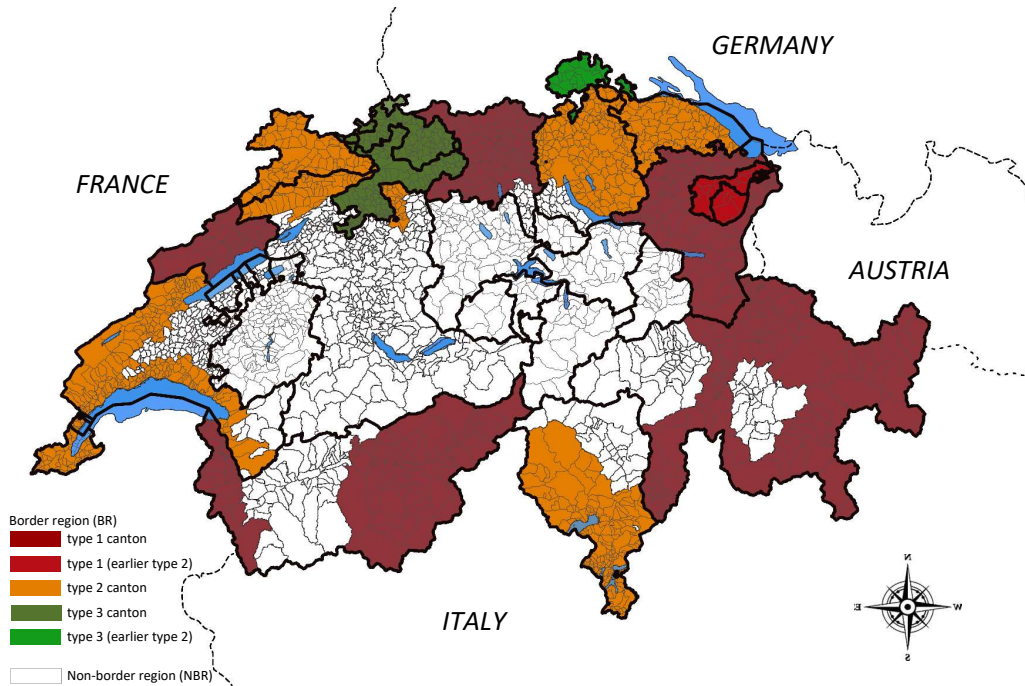 GERMANY
FRANCE
AUSTRIA
ITALY
Border region (BR)
type 1 canton
type 1 (earlier type 2)
type 2 canton
type 3 canton
type 3 (earlier type 2)
Non-border region (NBR)
N
E
W
S